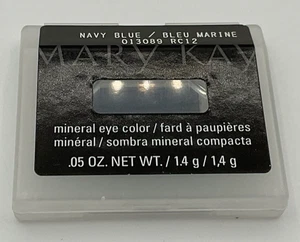 NAVY BLUE / BLEU MARINE
013089 RC12
MARY KAY
mineral eye color / fard à paupières
minéral / sombra mineral compacta
.05 OZ. NET WT. / 1.4 g / 1,4 g